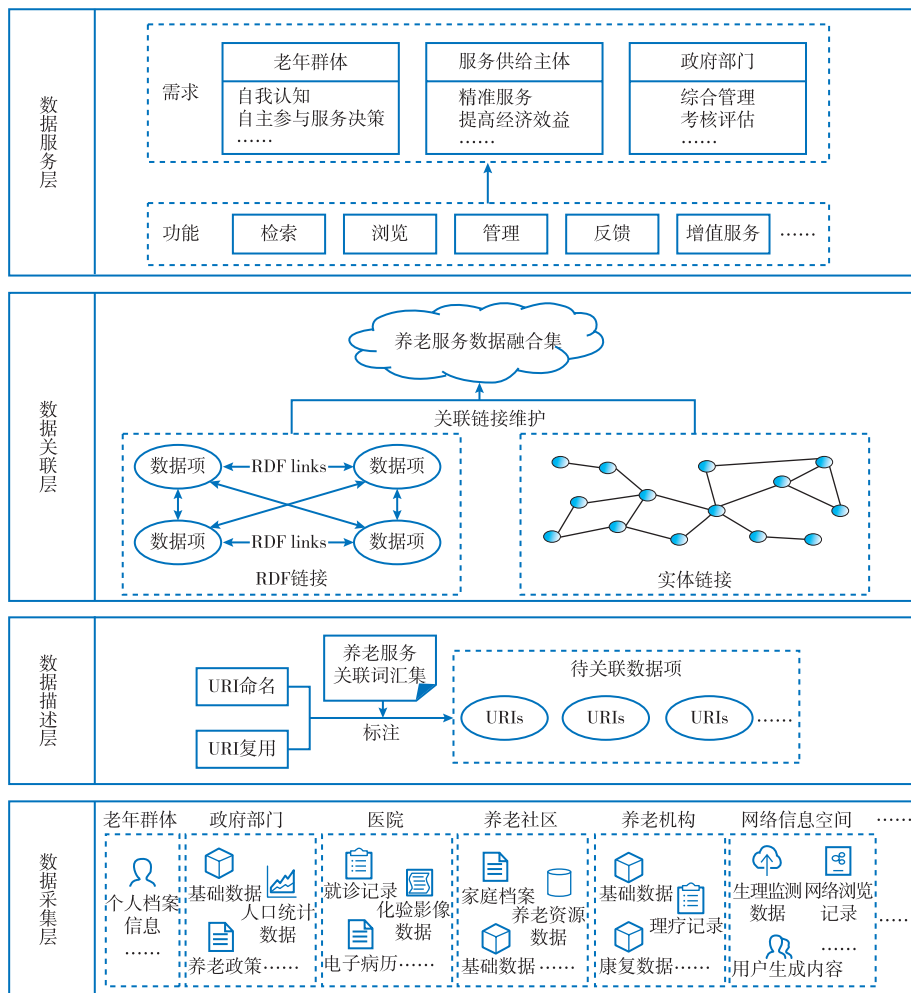 数据服务层
需求
老年群体
自我认知
自主参与服务决策
……
服务供给主体
精准服务
提高经济效益
……
政府部门
综合管理
考核评估
……
功能
检索
浏览
管理
反馈
增值服务
……
数据关联层
养老服务数据融合集
关联链接维护
数据项
RDF links
数据项
数据项
RDF links
数据项
RDF链接
实体链接
数据描述层
URI命名
URI复用
养老服务
关联词汇集
标注
待关联数据项
URIs
URIs
URIs
……
数据采集层
老年群体
个人档案
信息
……
政府部门
基础数据
人口统计
数据
养老政策……
医院
就诊记录
化验影像
数据
电子病历……
养老社区
家庭档案
养老资源
数据
基础数据……
养老机构
基础数据
理疗记录
康复数据……
网络信息空间
生理监测
数据
网络浏览
记录
……
用户生成内容
……
……